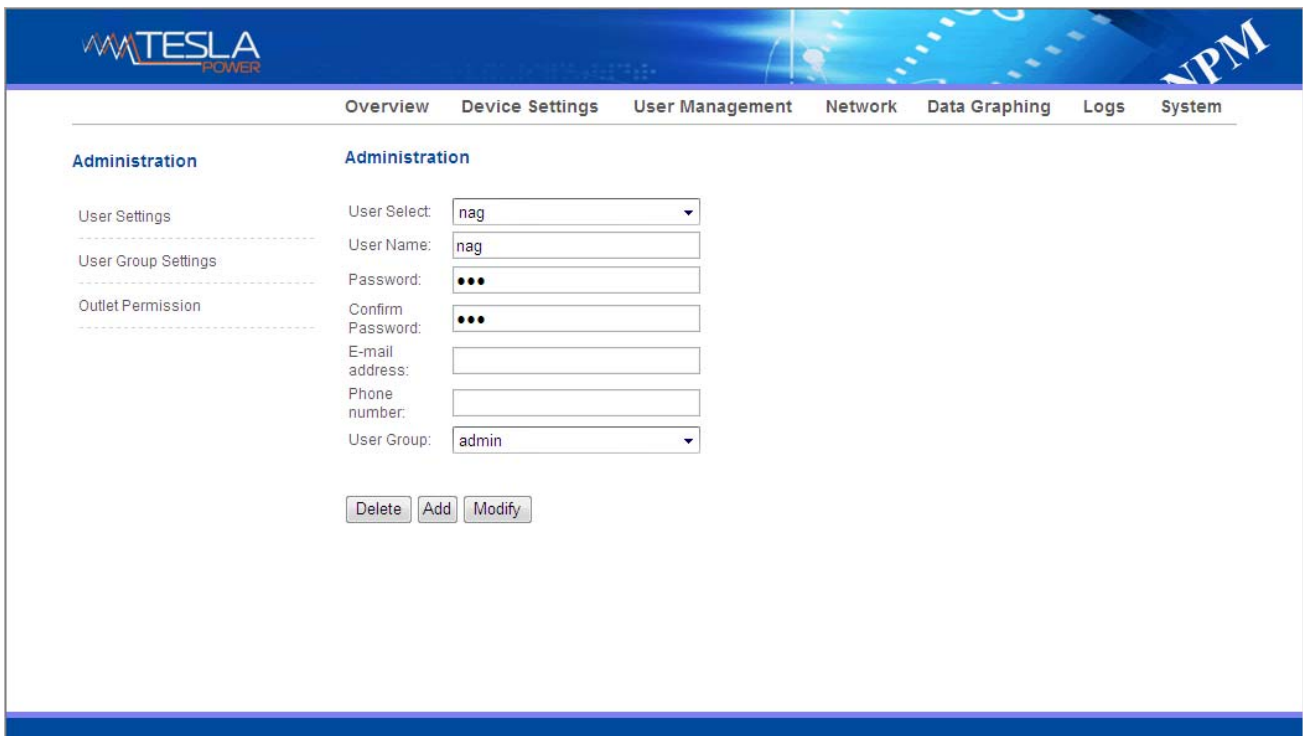 TESLA
POWER
NPM
Overview Device Settings User Management Network Data Graphing Logs System
Administration
User Settings
User Group Settings
Outlet Permission
Administration
User Select: nag
User Name: nag
Password: •••
Confirm
Password: •••
E-mail
address:
Phone
number:
User Group: admin
Delete Add Modify